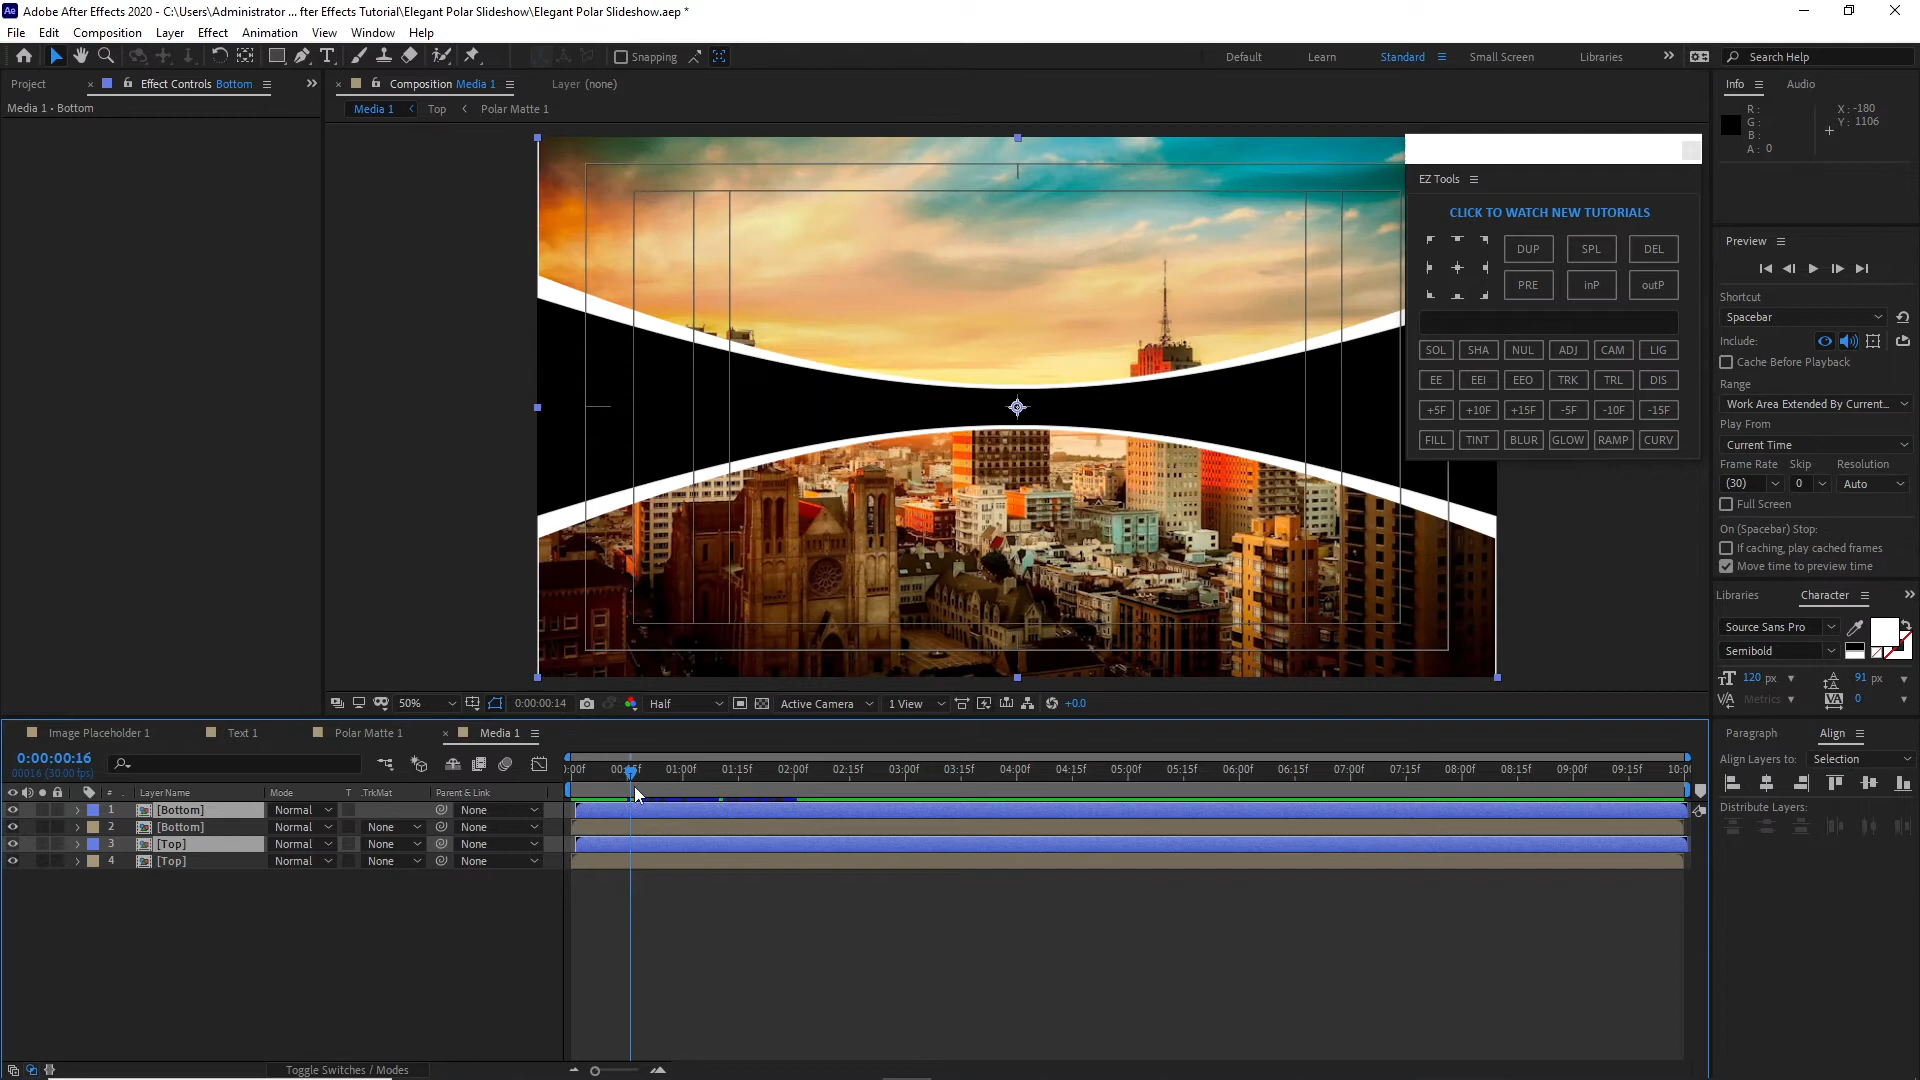 Ae Adobe After Effects 2020 - C:\Users\Administrator ... fter Effects Tutorial\Elegant Polar Slideshow\Elegant Polar Slideshow.aep *
File Edit Composition Layer Effect Animation View Window Help
Snapping Default Learn Standard Small Screen Libraries Search Help
Project Effect Controls Bottom Composition Media 1 Layer (none) Info Audio
Media 1 • Bottom Media 1 Top Polar Matte 1
R : X : -180
G : Y : 1106
B :
A : 0
EZ Tools
CLICK TO WATCH NEW TUTORIALS
DUP SPL DEL
PRE inP outP
SOL SHA NUL ADJ CAM LIG
EE EEI EEO TRK TRL DIS
+5F +10F +15F -5F -10F -15F
FILL TINT BLUR GLOW RAMP CURV
Preview
Shortcut
Spacebar
Include:
Cache Before Playback
Range
Work Area Extended By Current...
Play From
Current Time
Frame Rate Skip Resolution
(30) 0 Auto
Full Screen
On (Spacebar) Stop:
If caching, play cached frames
Move time to preview time
Libraries Character
Source Sans Pro
Semibold
120 px 91 px
Metrics 0
50% 0:00:00:14 Half Active Camera 1 View +0.0
Image Placeholder 1 Text 1 Polar Matte 1 Media 1
Paragraph Align
Align Layers to: Selection
Distribute Layers:
0:00:00:16
00016 (30.00 fps)
:00f 01:00f 01:15f 02:00f 02:15f 03:00f 03:15f 04:00f 04:15f 05:00f 05:15f 06:00f 06:15f 07:00f 07:15f 08:00f 08:15f 09:00f 09:15f 10:0
# Layer Name Mode T .TrkMat Parent & Link
1 [Bottom] Normal None
2 [Bottom] Normal None None
3 [Top] Normal None None
4 [Top] Normal None None
Toggle Switches / Modes